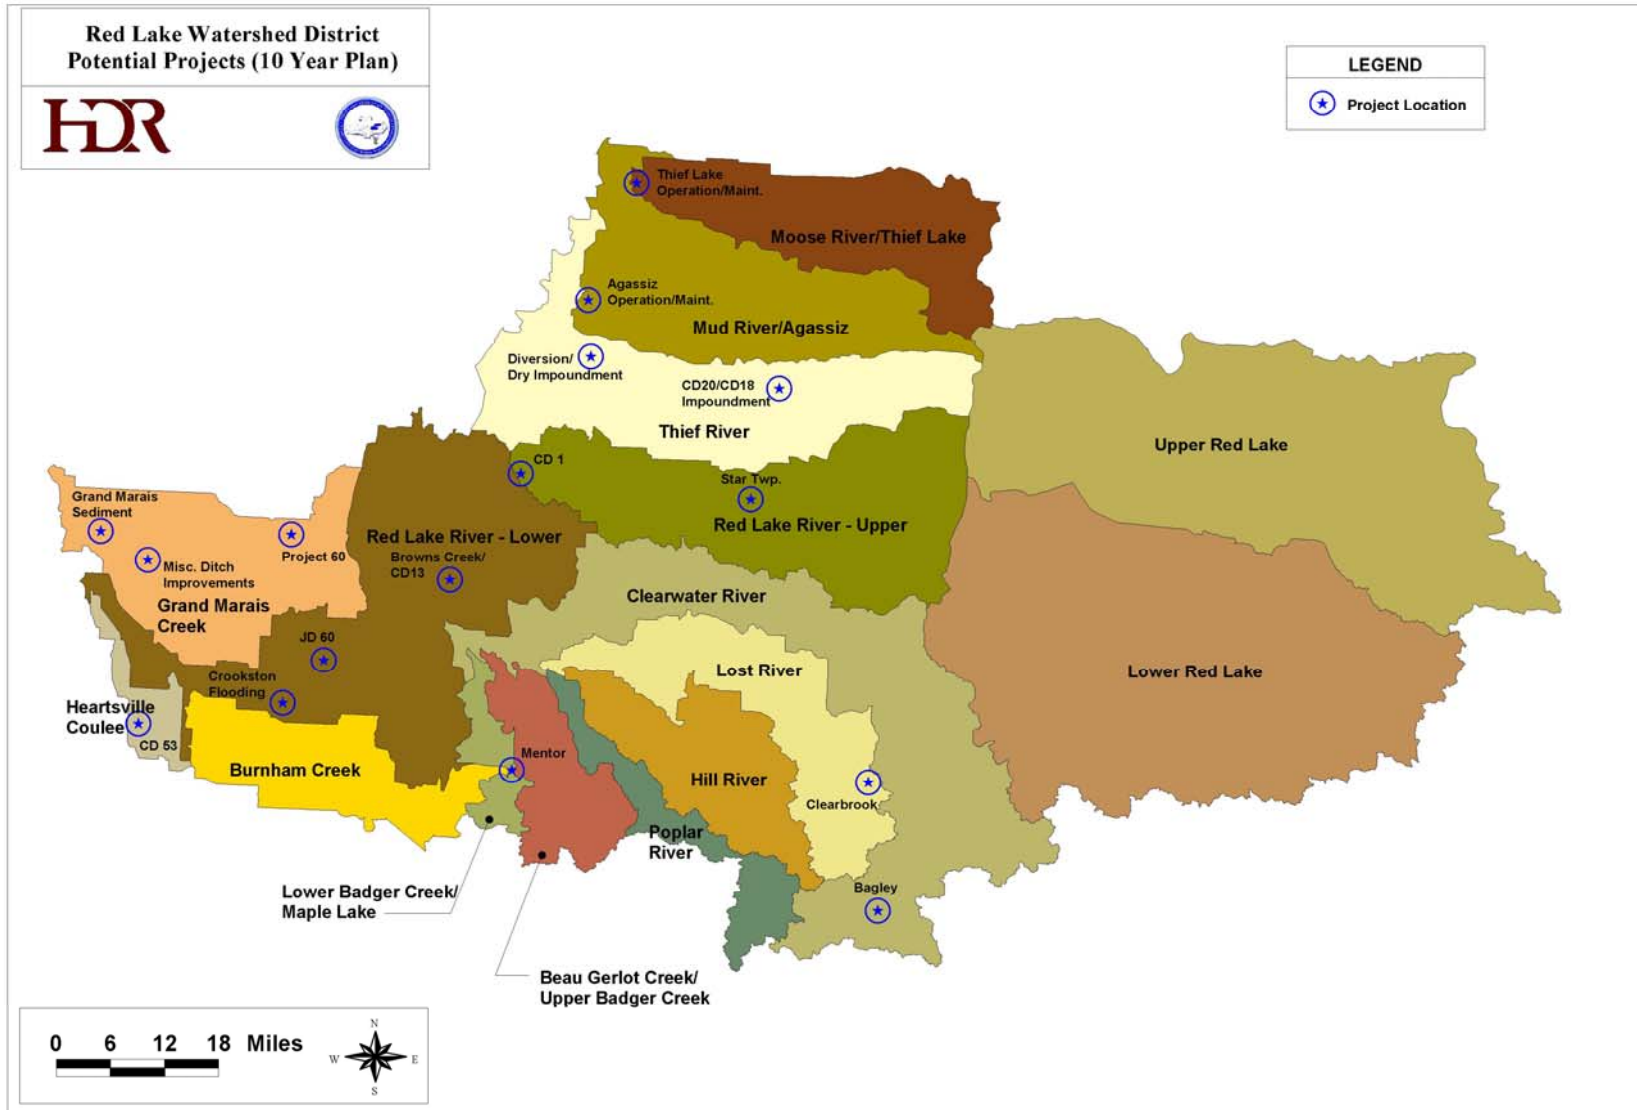 Red Lake Watershed District
Potential Projects (10 Year Plan)
HDR
LEGEND
Project Location
Thief Lake
Operation/Maint.
Moose River/Thief Lake
Agassiz
Operation/Maint.
Mud River/Agassiz
Diversion/
Dry Impoundment
CD20/CD18
Impoundment
Thief River
Upper Red Lake
CD 1
Star Twp.
Red Lake River - Upper
Grand Marais
Sediment
Red Lake River - Lower
Project 60
Browns Creek/
CD13
Misc. Ditch
Improvements
Grand Marais
Creek
Clearwater River
JD 60
Lost River
Lower Red Lake
Crookston
Flooding
Heartsville
Coulee
CD 53
Mentor
Burnham Creek
Hill River
Clearbrook
Poplar
River
Lower Badger Creek/
Maple Lake
Bagley
Beau Gerlot Creek/
Upper Badger Creek
0 6 12 18 Miles
N
W E
S